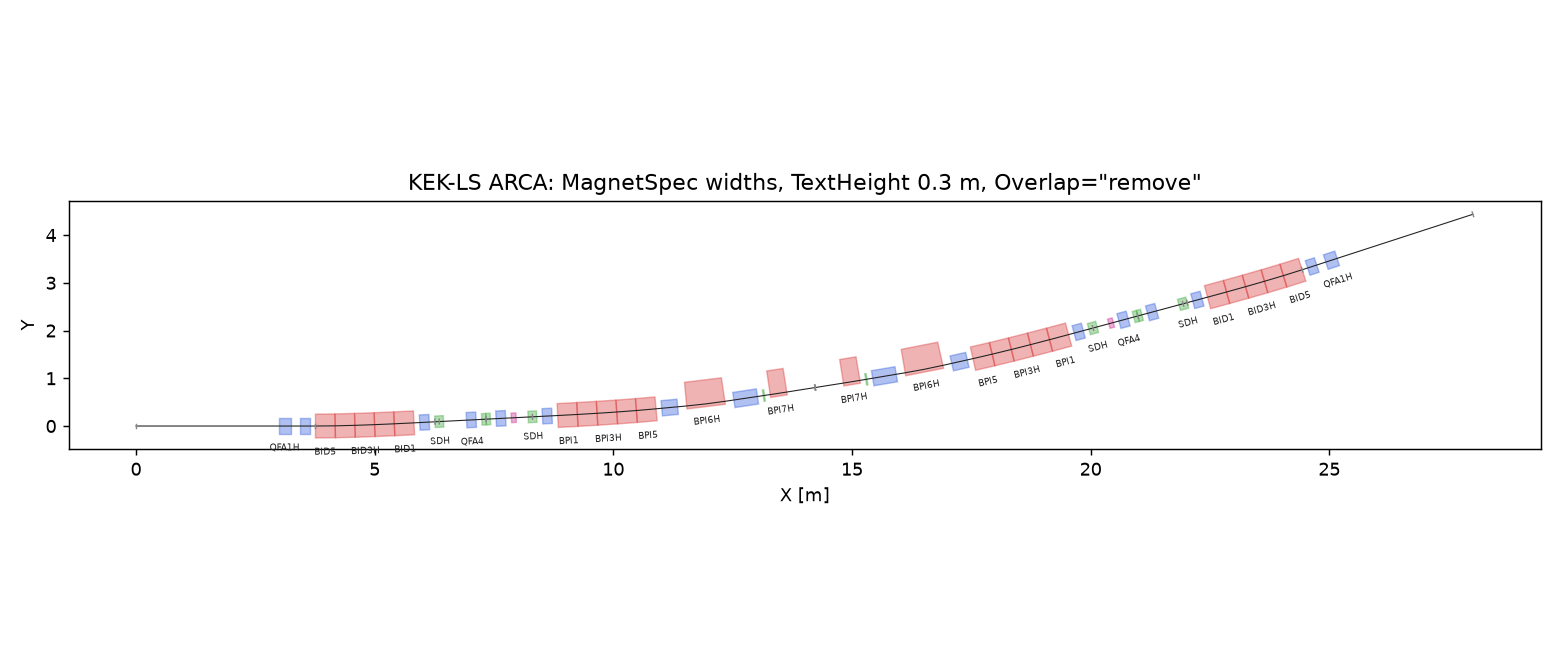 KEK-LS ARCA: MagnetSpec widths, TextHeight 0.3 m, Overlap="remove"
4
3
2
1
0
Y
QFA1H
BID5
BID3H
BID1
SDH
QFA4
SDH
BPI1
BPI3H
BPI5
BPI6H
BPI7H
BPI7H
BPI6H
BPI5
BPI3H
BPI1
SDH
QFA4
SDH
BID1
BID3H
BID5
QFA1H
0
5
10
15
20
25
X [m]